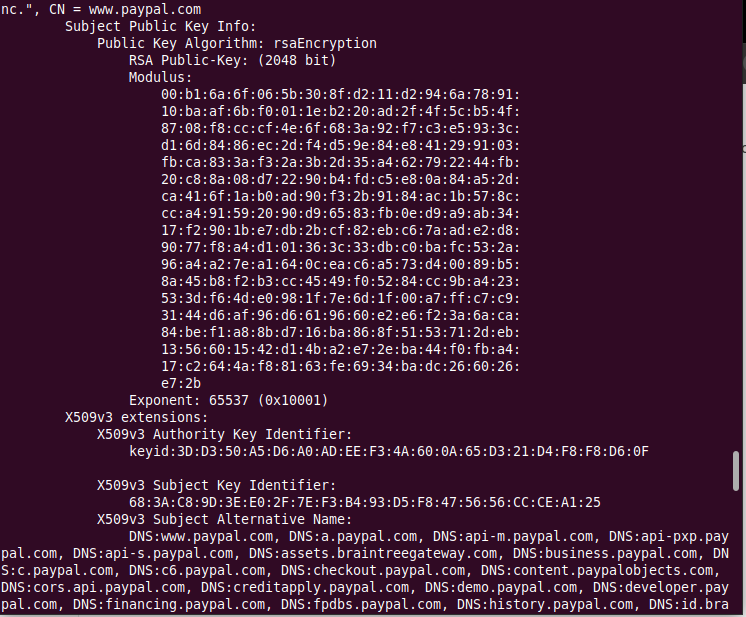 nc.", CN = www.paypal.com
Subject Public Key Info:
Public Key Algorithm: rsaEncryption
RSA Public-Key: (2048 bit)
Modulus:
00:b1:6a:6f:06:5b:30:8f:d2:11:d2:94:6a:78:91:
10:ba:af:6b:f0:01:1e:b2:20:ad:2f:4f:5c:b5:4f:
87:08:f8:cc:cf:4e:6f:68:3a:92:f7:c3:e5:93:3c:
d1:6d:84:86:ec:2d:f4:d5:9e:84:e8:41:29:91:03:
fb:ca:83:3a:f3:2a:3b:2d:35:a4:62:79:22:44:fb:
20:c8:8a:08:d7:22:90:b4:fd:c5:e8:0a:84:a5:2d:
ca:41:6f:1a:b0:ad:90:f3:2b:91:84:ac:1b:57:8c:
cc:a4:91:59:20:90:d9:65:83:fb:0e:d9:a9:ab:34:
17:f2:90:1b:e7:db:2b:cf:82:eb:c6:7a:ad:e2:d8:
90:77:f8:a4:d1:01:36:3c:33:db:c0:ba:fc:53:2a:
96:a4:a2:7e:a1:64:0c:ea:c6:a5:73:d4:00:89:b5:
8a:45:b8:f2:b3:cc:45:49:f0:52:84:cc:9b:a4:23:
53:3d:f6:4d:e0:98:1f:7e:6d:1f:00:a7:ff:c7:c9:
31:44:d6:af:96:d6:61:96:60:e2:e6:f2:3a:6a:ca:
84:be:f1:a8:8b:d7:16:ba:86:8f:51:53:71:2d:eb:
13:56:60:15:42:d1:4b:a2:e7:2e:ba:44:f0:fb:a4:
17:c2:64:4a:f8:81:63:fe:69:34:ba:dc:26:60:26:
e7:2b
Exponent: 65537 (0x10001)
X509v3 extensions:
X509v3 Authority Key Identifier:
keyid:3D:D3:50:A5:D6:A0:AD:EE:F3:4A:60:0A:65:D3:21:D4:F8:F8:D6:0F
X509v3 Subject Key Identifier:
68:3A:C8:9D:3E:E0:2F:7E:F3:B4:93:D5:F8:47:56:56:CC:CE:A1:25
X509v3 Subject Alternative Name:
DNS:www.paypal.com, DNS:a.paypal.com, DNS:api-m.paypal.com, DNS:api-pxp.pay
pal.com, DNS:api-s.paypal.com, DNS:assets.braintreegateway.com, DNS:business.paypal.com, DN
S:c.paypal.com, DNS:c6.paypal.com, DNS:checkout.paypal.com, DNS:content.paypalobjects.com,
DNS:cors.api.paypal.com, DNS:creditapply.paypal.com, DNS:demo.paypal.com, DNS:developer.pay
pal.com, DNS:financing.paypal.com, DNS:fpdbs.paypal.com, DNS:history.paypal.com, DNS:id.bra